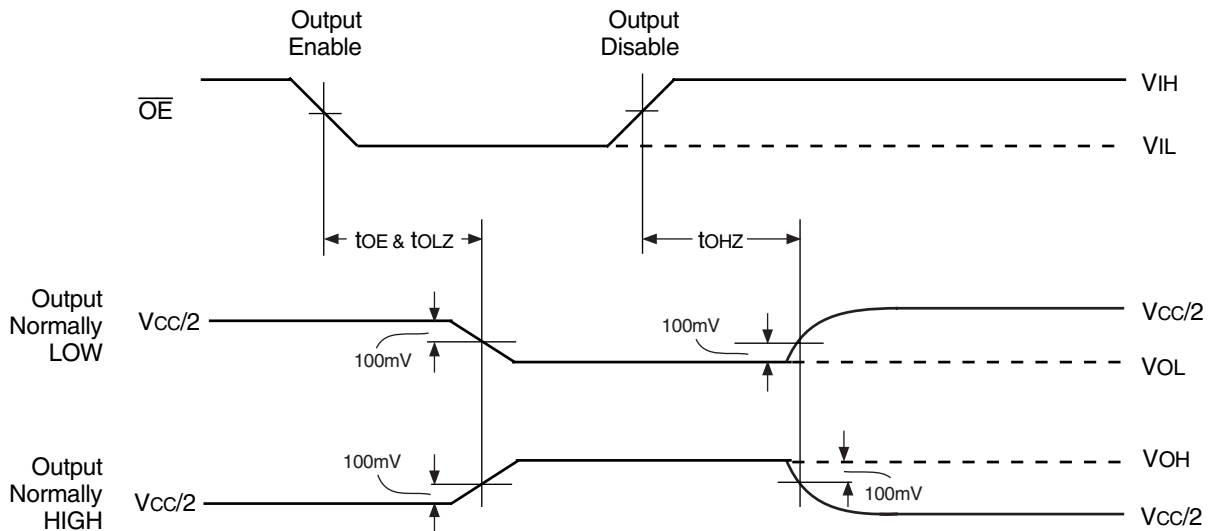 Output
Enable
Output
Disable
OE
VIH
VIL
tOE & tOLZ
tOHZ
Output
Normally
LOW
VCC/2
100mV
100mV
VCC/2
VOL
Output
Normally
HIGH
100mV
VCC/2
VOH
100mV
VCC/2